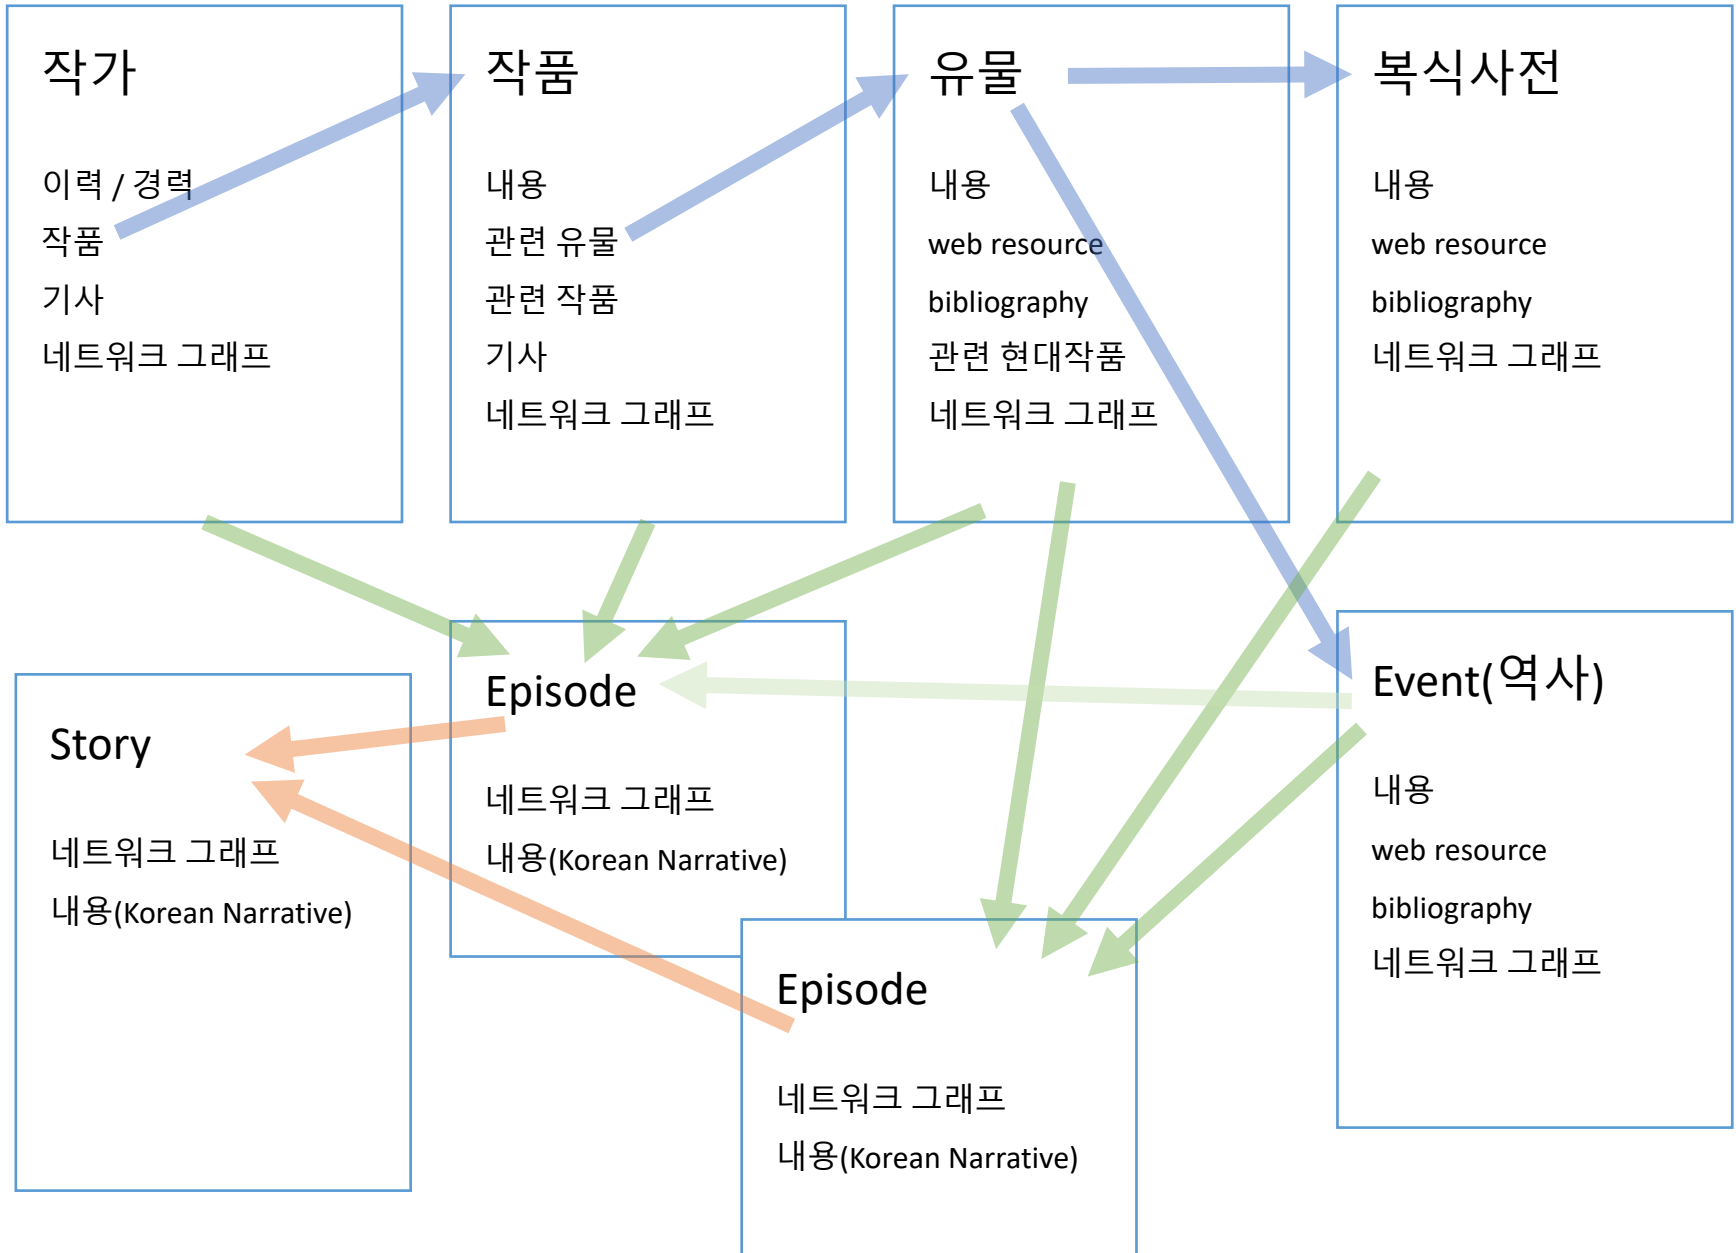 작가
이력 / 경력
작품
기사
네트워크 그래프
작품
내용
관련 유물
관련 작품
기사
네트워크 그래프
유물
내용
web resource
bibliography
관련 현대작품
네트워크 그래프
복식사전
내용
web resource
bibliography
네트워크 그래프
Story
네트워크 그래프
내용(Korean Narrative)
Episode
네트워크 그래프
내용(Korean Narrative)
Episode
네트워크 그래프
내용(Korean Narrative)
Event(역사)
내용
web resource
bibliography
네트워크 그래프